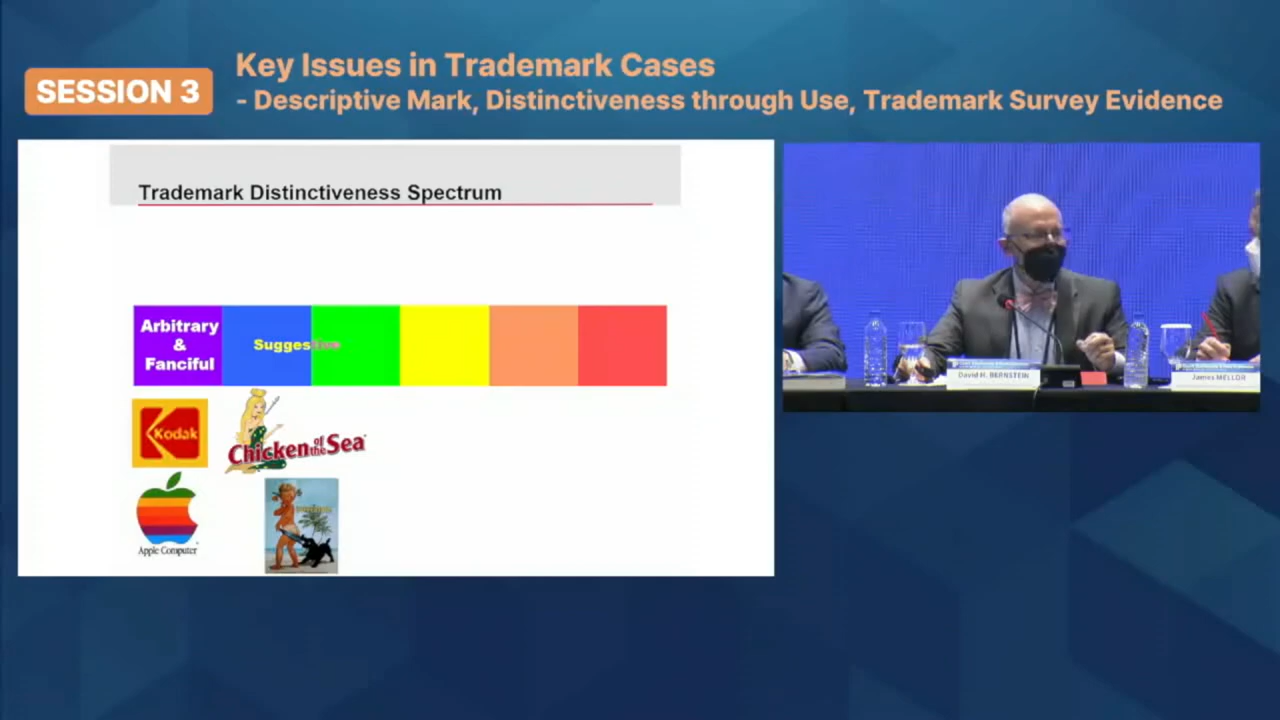 SESSION 3
Key Issues in Trademark Cases
- Descriptive Mark, Distinctiveness through Use, Trademark Survey Evidence
Trademark Distinctiveness Spectrum
Arbitrary
&
Fanciful
Suggestive
Kodak
Chicken of the Sea
Apple Computer
David H. BERNSTEIN
James MELLOR